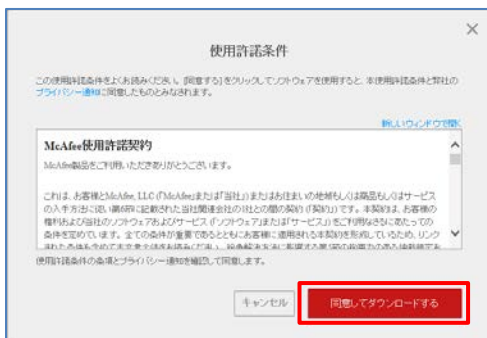 使用許諾条件
この使用許諾条件をよくお読みください。[同意する]をクリックしてソフトウェアを使用すると、本使用許諾条件と弊社の
プライバシー通知に同意したものとみなされます。
新しいウィンドウで開く
McAfee使用許諾契約
McAfee製品をご利用いただきありがとうございます。
これは、お客様とMcAfee, LLC (「McAfee」または「当社」)またはお住まいの地域もしくは商品もしくはサービス
の入手方法に従い第6節に記載された当社関連会社の1社との間の契約(「契約」)です。本契約は、お客様の
権利および当社のソフトウェアおよびサービス(「ソフトウェア」または「サービス」)をご利用なさるにあたっての
条件を定めています。全ての条件が重要であるとともにお客様に適用される本契約を形成しているため、リンク
使用許諾条件の条項とプライバシー通知を確認して同意します。
キャンセル
同意してダウンロードする